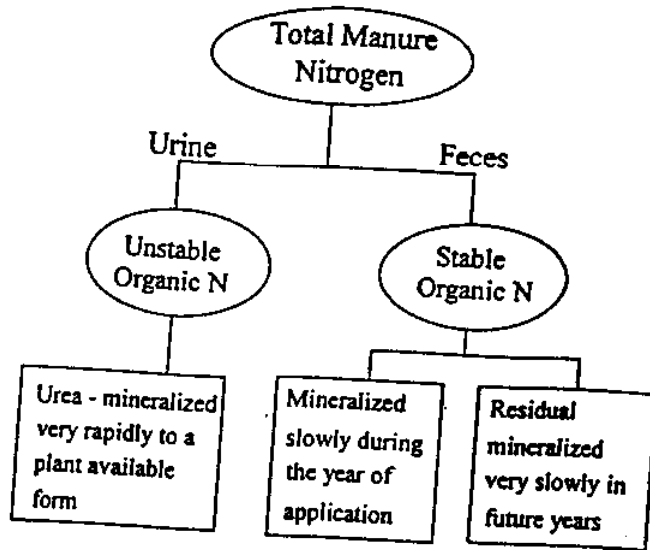 Total Manure
Nitrogen
Urine
Feces
Unstable
Organic N
Stable
Organic N
Urea - mineralized
very rapidly to a
plant available
form
Mineralized
slowly during
the year of
application
Residual
mineralized
very slowly in
future years